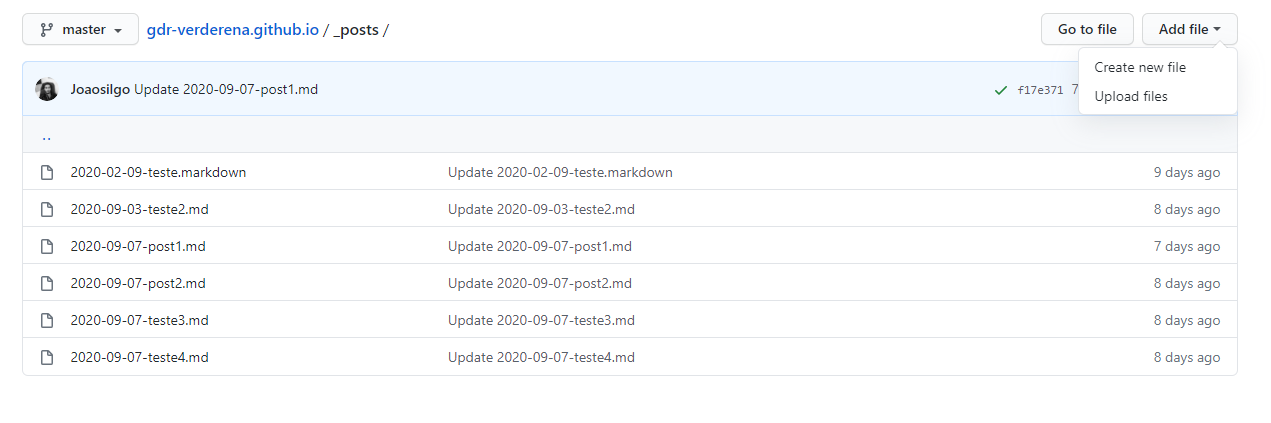 master gdr-verderena.github.io / _posts / Go to file Add file
Create new file
Upload files
Joaosilgo Update 2020-09-07-post1.md f17e371 7
..
2020-02-09-teste.markdown Update 2020-02-09-teste.markdown 9 days ago
2020-09-03-teste2.md Update 2020-09-03-teste2.md 8 days ago
2020-09-07-post1.md Update 2020-09-07-post1.md 7 days ago
2020-09-07-post2.md Update 2020-09-07-post2.md 8 days ago
2020-09-07-teste3.md Update 2020-09-07-teste3.md 8 days ago
2020-09-07-teste4.md Update 2020-09-07-teste4.md 8 days ago